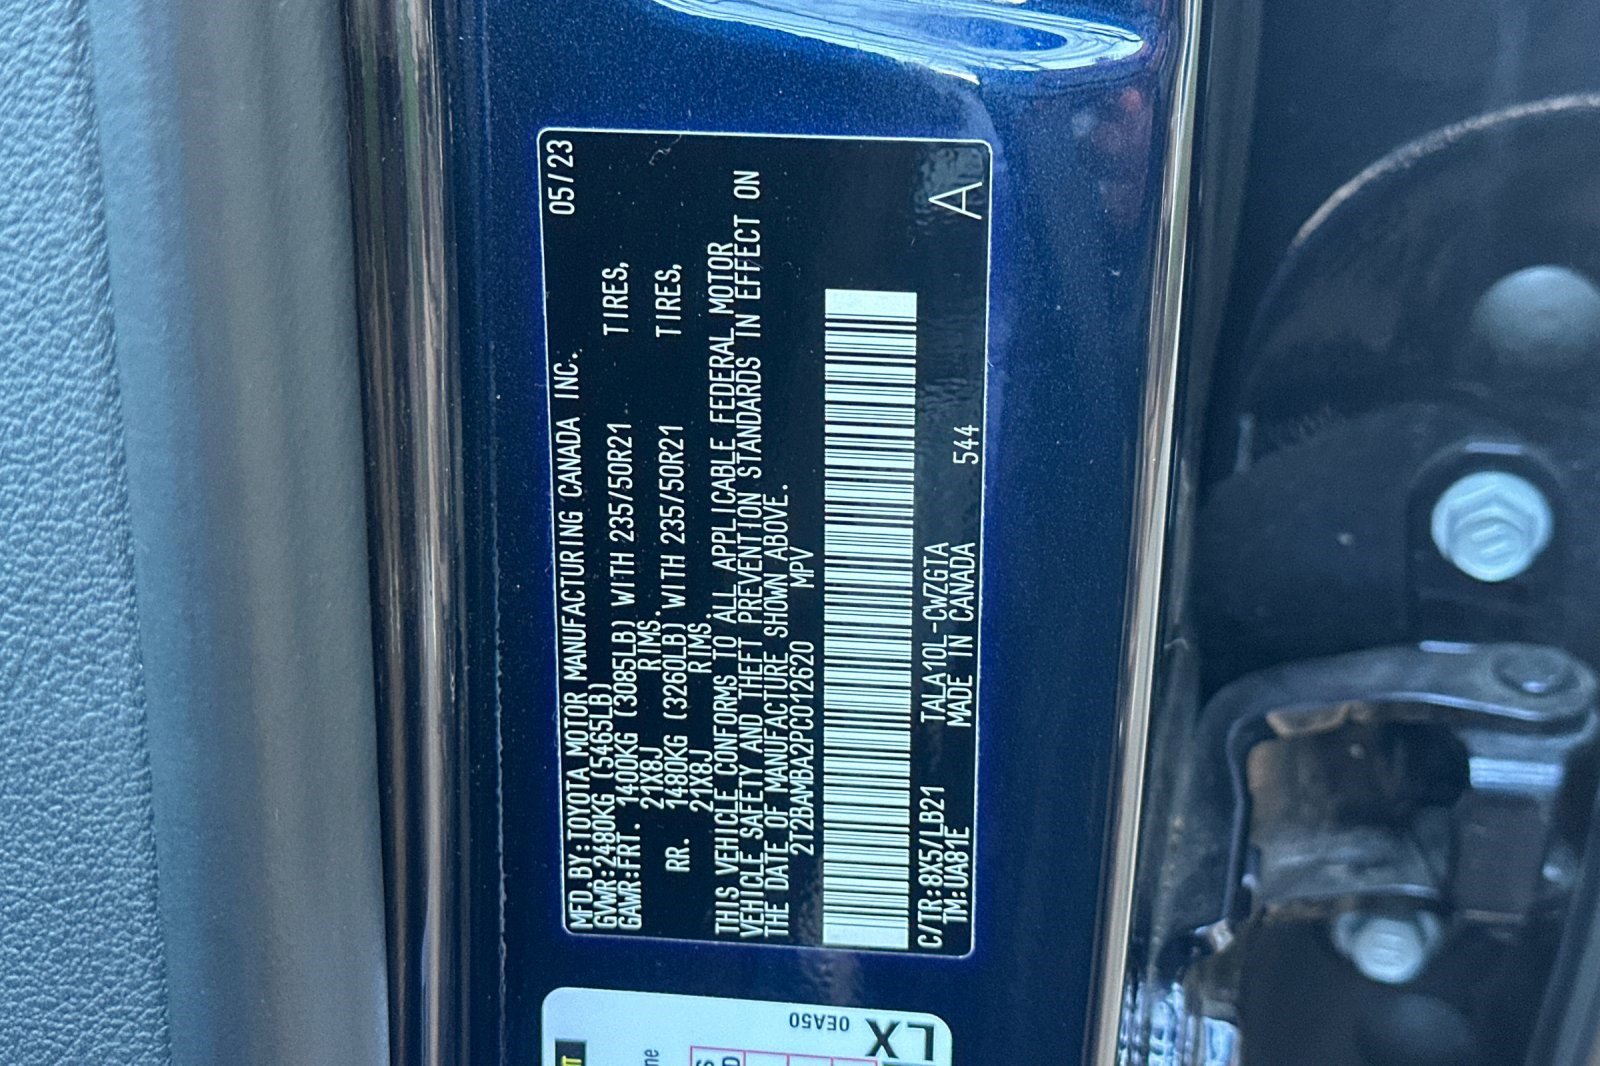 MFD.BY:TOYOTA MOTOR MANUFACTURING CANADA INC. 05/23
GVWR:2480KG (5465LB)
GAWR:FRT. 1400KG (3085LB) WITH 235/50R21 TIRES,
21X8J RIMS.
RR. 1480KG (3260LB) WITH 235/50R21 TIRES,
21X8J RIMS.
THIS VEHICLE CONFORMS TO ALL APPLICABLE FEDERAL MOTOR
VEHICLE SAFETY AND THEFT PREVENTION STANDARDS IN EFFECT ON
THE DATE OF MANUFACTURE SHOWN ABOVE.
2T2BAMBA2PC012620 MPV
C/TR:8X5/LB21 TALA10L-CWZGTA 544 A
TM:UA81E MADE IN CANADA
0EA50
LX